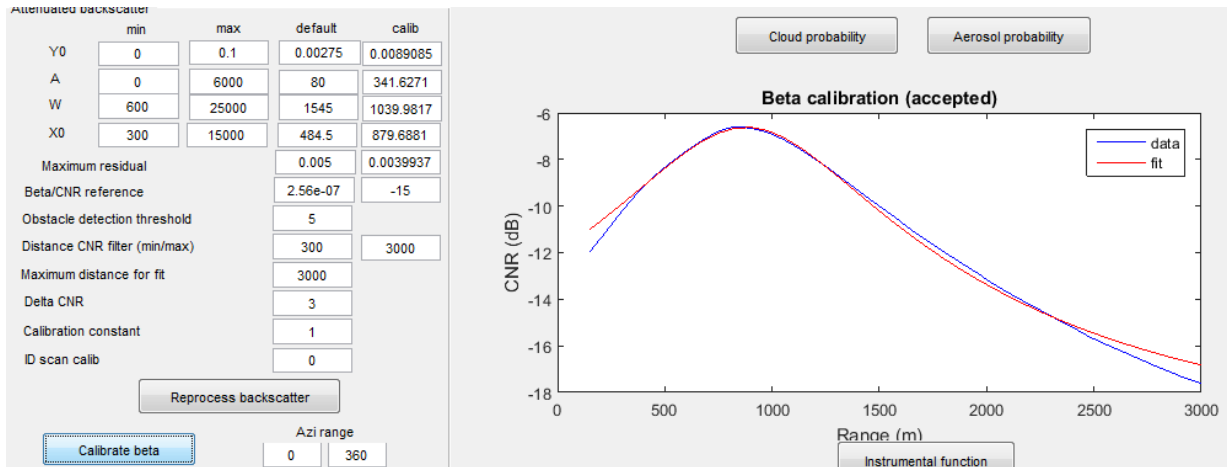 Attenuated backscatter
min max default calib
Y0 0 0.1 0.00275 0.0089085
A 0 6000 80 341.6271
W 600 25000 1545 1039.9817
X0 300 15000 484.5 879.6881
Maximum residual 0.005 0.0039937
Beta/CNR reference 2.56e-07 -15
Obstacle detection threshold 5
Distance CNR filter (min/max) 300 3000
Maximum distance for fit 3000
Delta CNR 3
Calibration constant 1
ID scan calib 0
Reprocess backscatter
Azi range
Calibrate beta 0 360
Cloud probability Aerosol probability
Beta calibration (accepted)
-6
data
fit
-8
-10
-12
-14
-16
-18
CNR (dB)
0 500 1000 1500 2000 2500 3000
Range (m)
Instrumental function